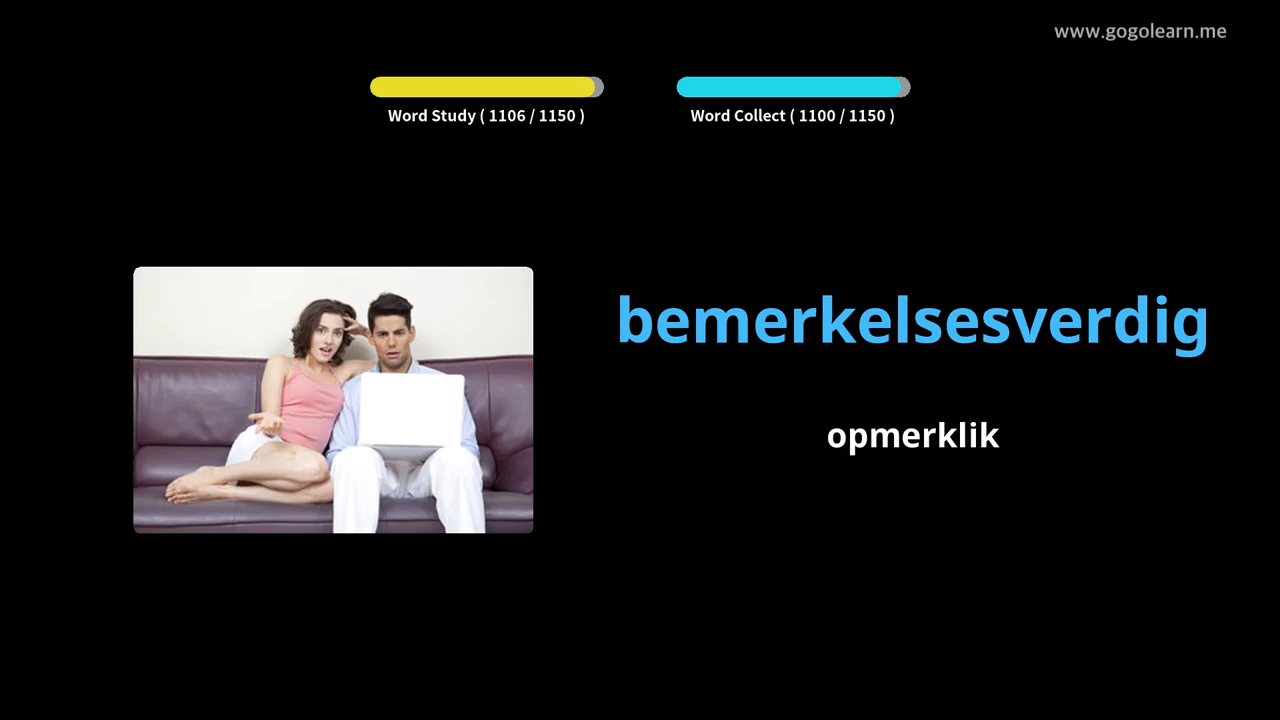 www.gogolearn.me
Word Study ( 1106 / 1150 )
Word Collect ( 1100 / 1150 )
bemerkelsesverdig
opmerklik